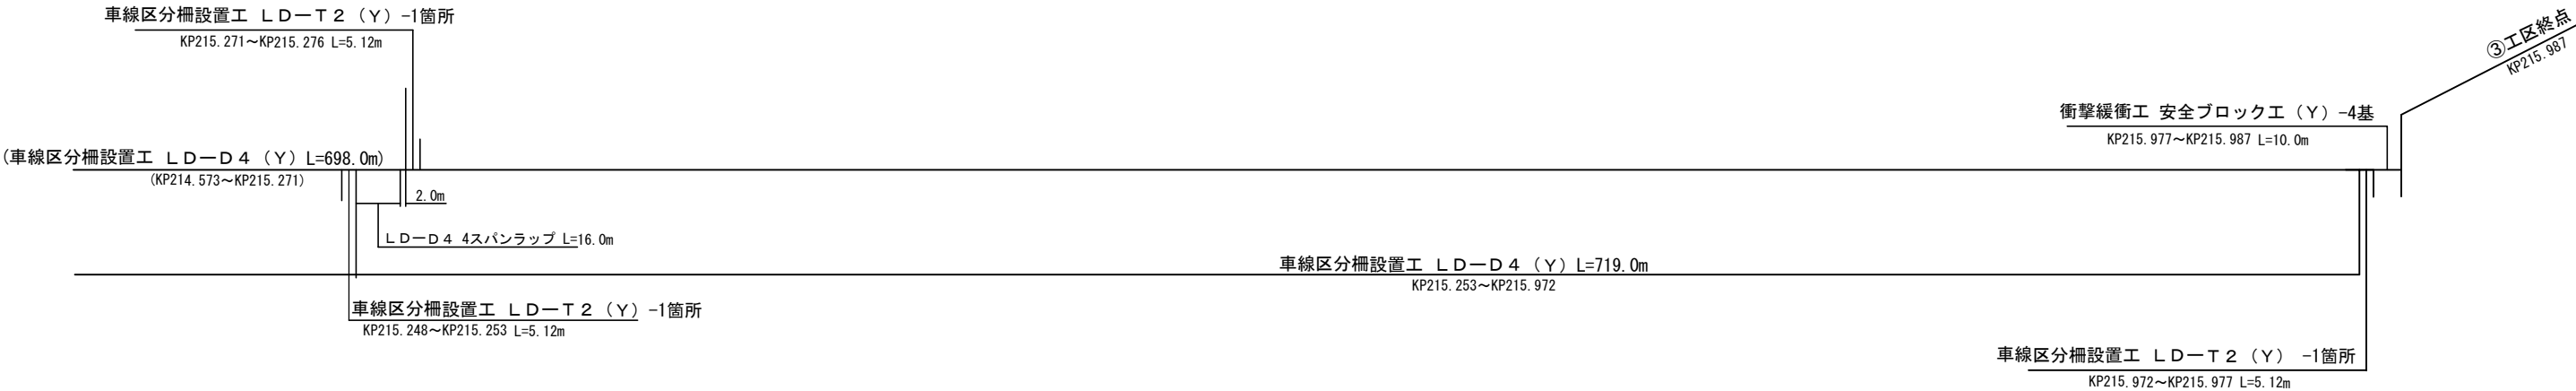 車線区分柵設置工 ＬＤ－Ｔ２（Ｙ）-1箇所
KP215.271～KP215.276 L=5.12m
③工区終点
KP215.987
衝撃緩衝工 安全ブロック工（Ｙ）-4基
KP215.977～KP215.987 L=10.0m
(車線区分柵設置工 ＬＤ－Ｄ４（Ｙ）L=698.0m)
(KP214.573～KP215.271)
2.0m
ＬＤ－Ｄ４ 4スパンラップ L=16.0m
車線区分柵設置工 ＬＤ－Ｄ４（Ｙ）L=719.0m
KP215.253～KP215.972
車線区分柵設置工 ＬＤ－Ｔ２（Ｙ）-1箇所
KP215.248～KP215.253 L=5.12m
車線区分柵設置工 ＬＤ－Ｔ２（Ｙ） -1箇所
KP215.972～KP215.977 L=5.12m